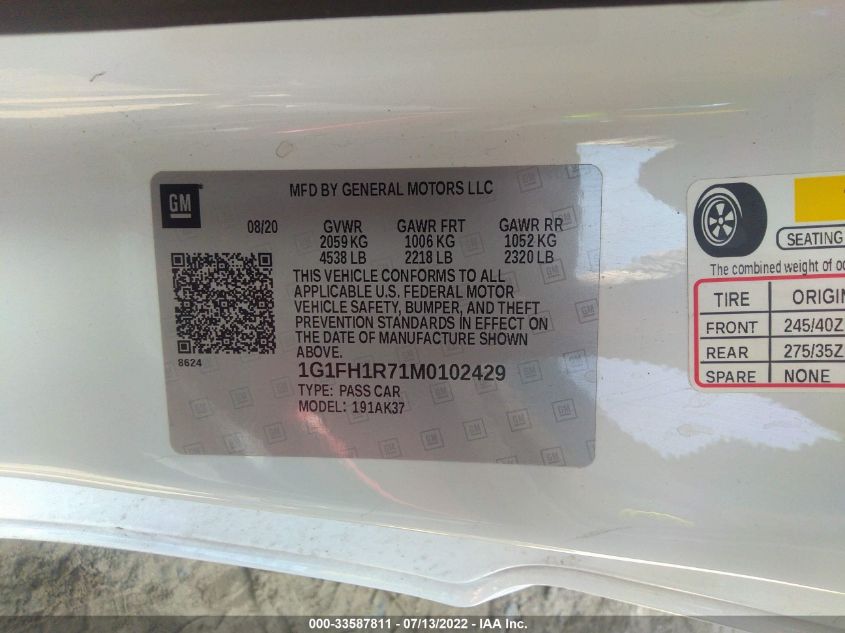 GM
MFD BY GENERAL MOTORS LLC
08/20 GVWR GAWR FRT GAWR RR
2059 KG 1006 KG 1052 KG
4538 LB 2218 LB 2320 LB
THIS VEHICLE CONFORMS TO ALL
APPLICABLE U.S. FEDERAL MOTOR
VEHICLE SAFETY, BUMPER, AND THEFT
PREVENTION STANDARDS IN EFFECT ON
THE DATE OF MANUFACTURE SHOWN
ABOVE.
8624
1G1FH1R71M0102429
TYPE: PASS CAR
MODEL: 191AK37
SEATING
The combined weight of oc
TIRE ORIGIN
FRONT 245/40Z
REAR 275/35Z
SPARE NONE
000-33587811 - 07/13/2022 - IAA Inc.